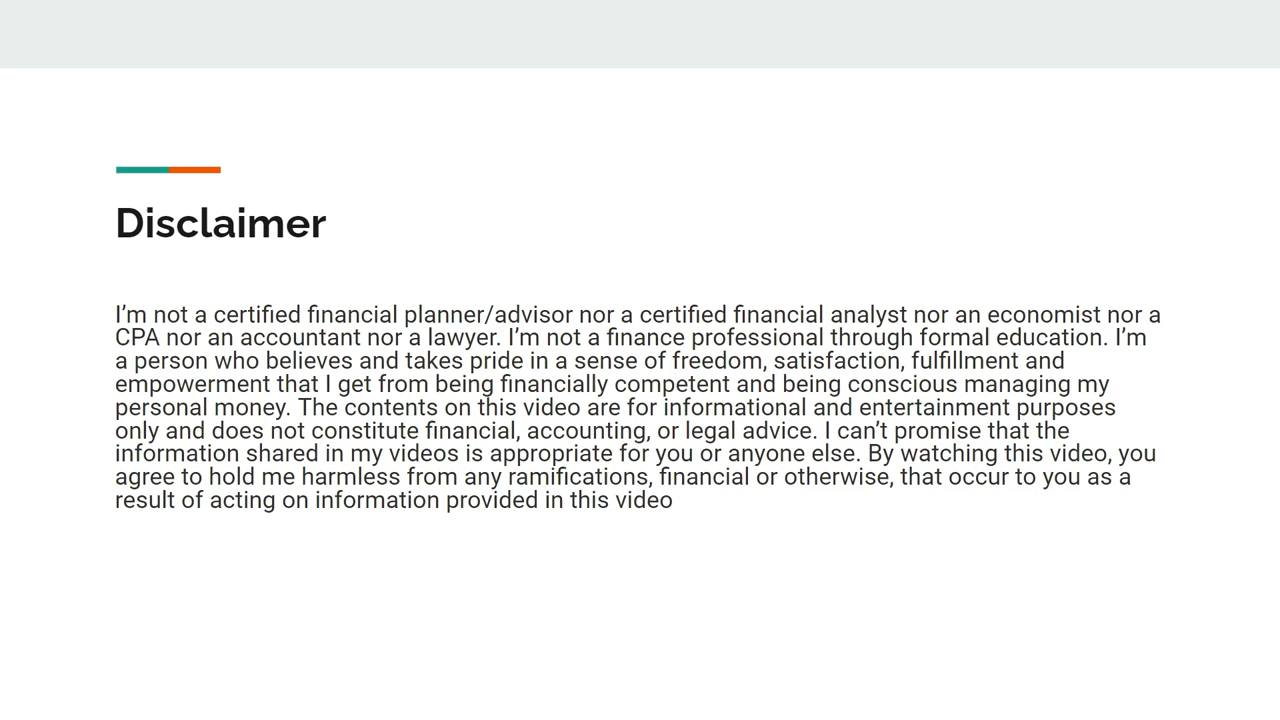 Disclaimer
I’m not a certified financial planner/advisor nor a certified financial analyst nor an economist nor a
CPA nor an accountant nor a lawyer. I’m not a finance professional through formal education. I’m
a person who believes and takes pride in a sense of freedom, satisfaction, fulfillment and
empowerment that I get from being financially competent and being conscious managing my
personal money. The contents on this video are for informational and entertainment purposes
only and does not constitute financial, accounting, or legal advice. I can’t promise that the
information shared in my videos is appropriate for you or anyone else. By watching this video, you
agree to hold me harmless from any ramifications, financial or otherwise, that occur to you as a
result of acting on information provided in this video